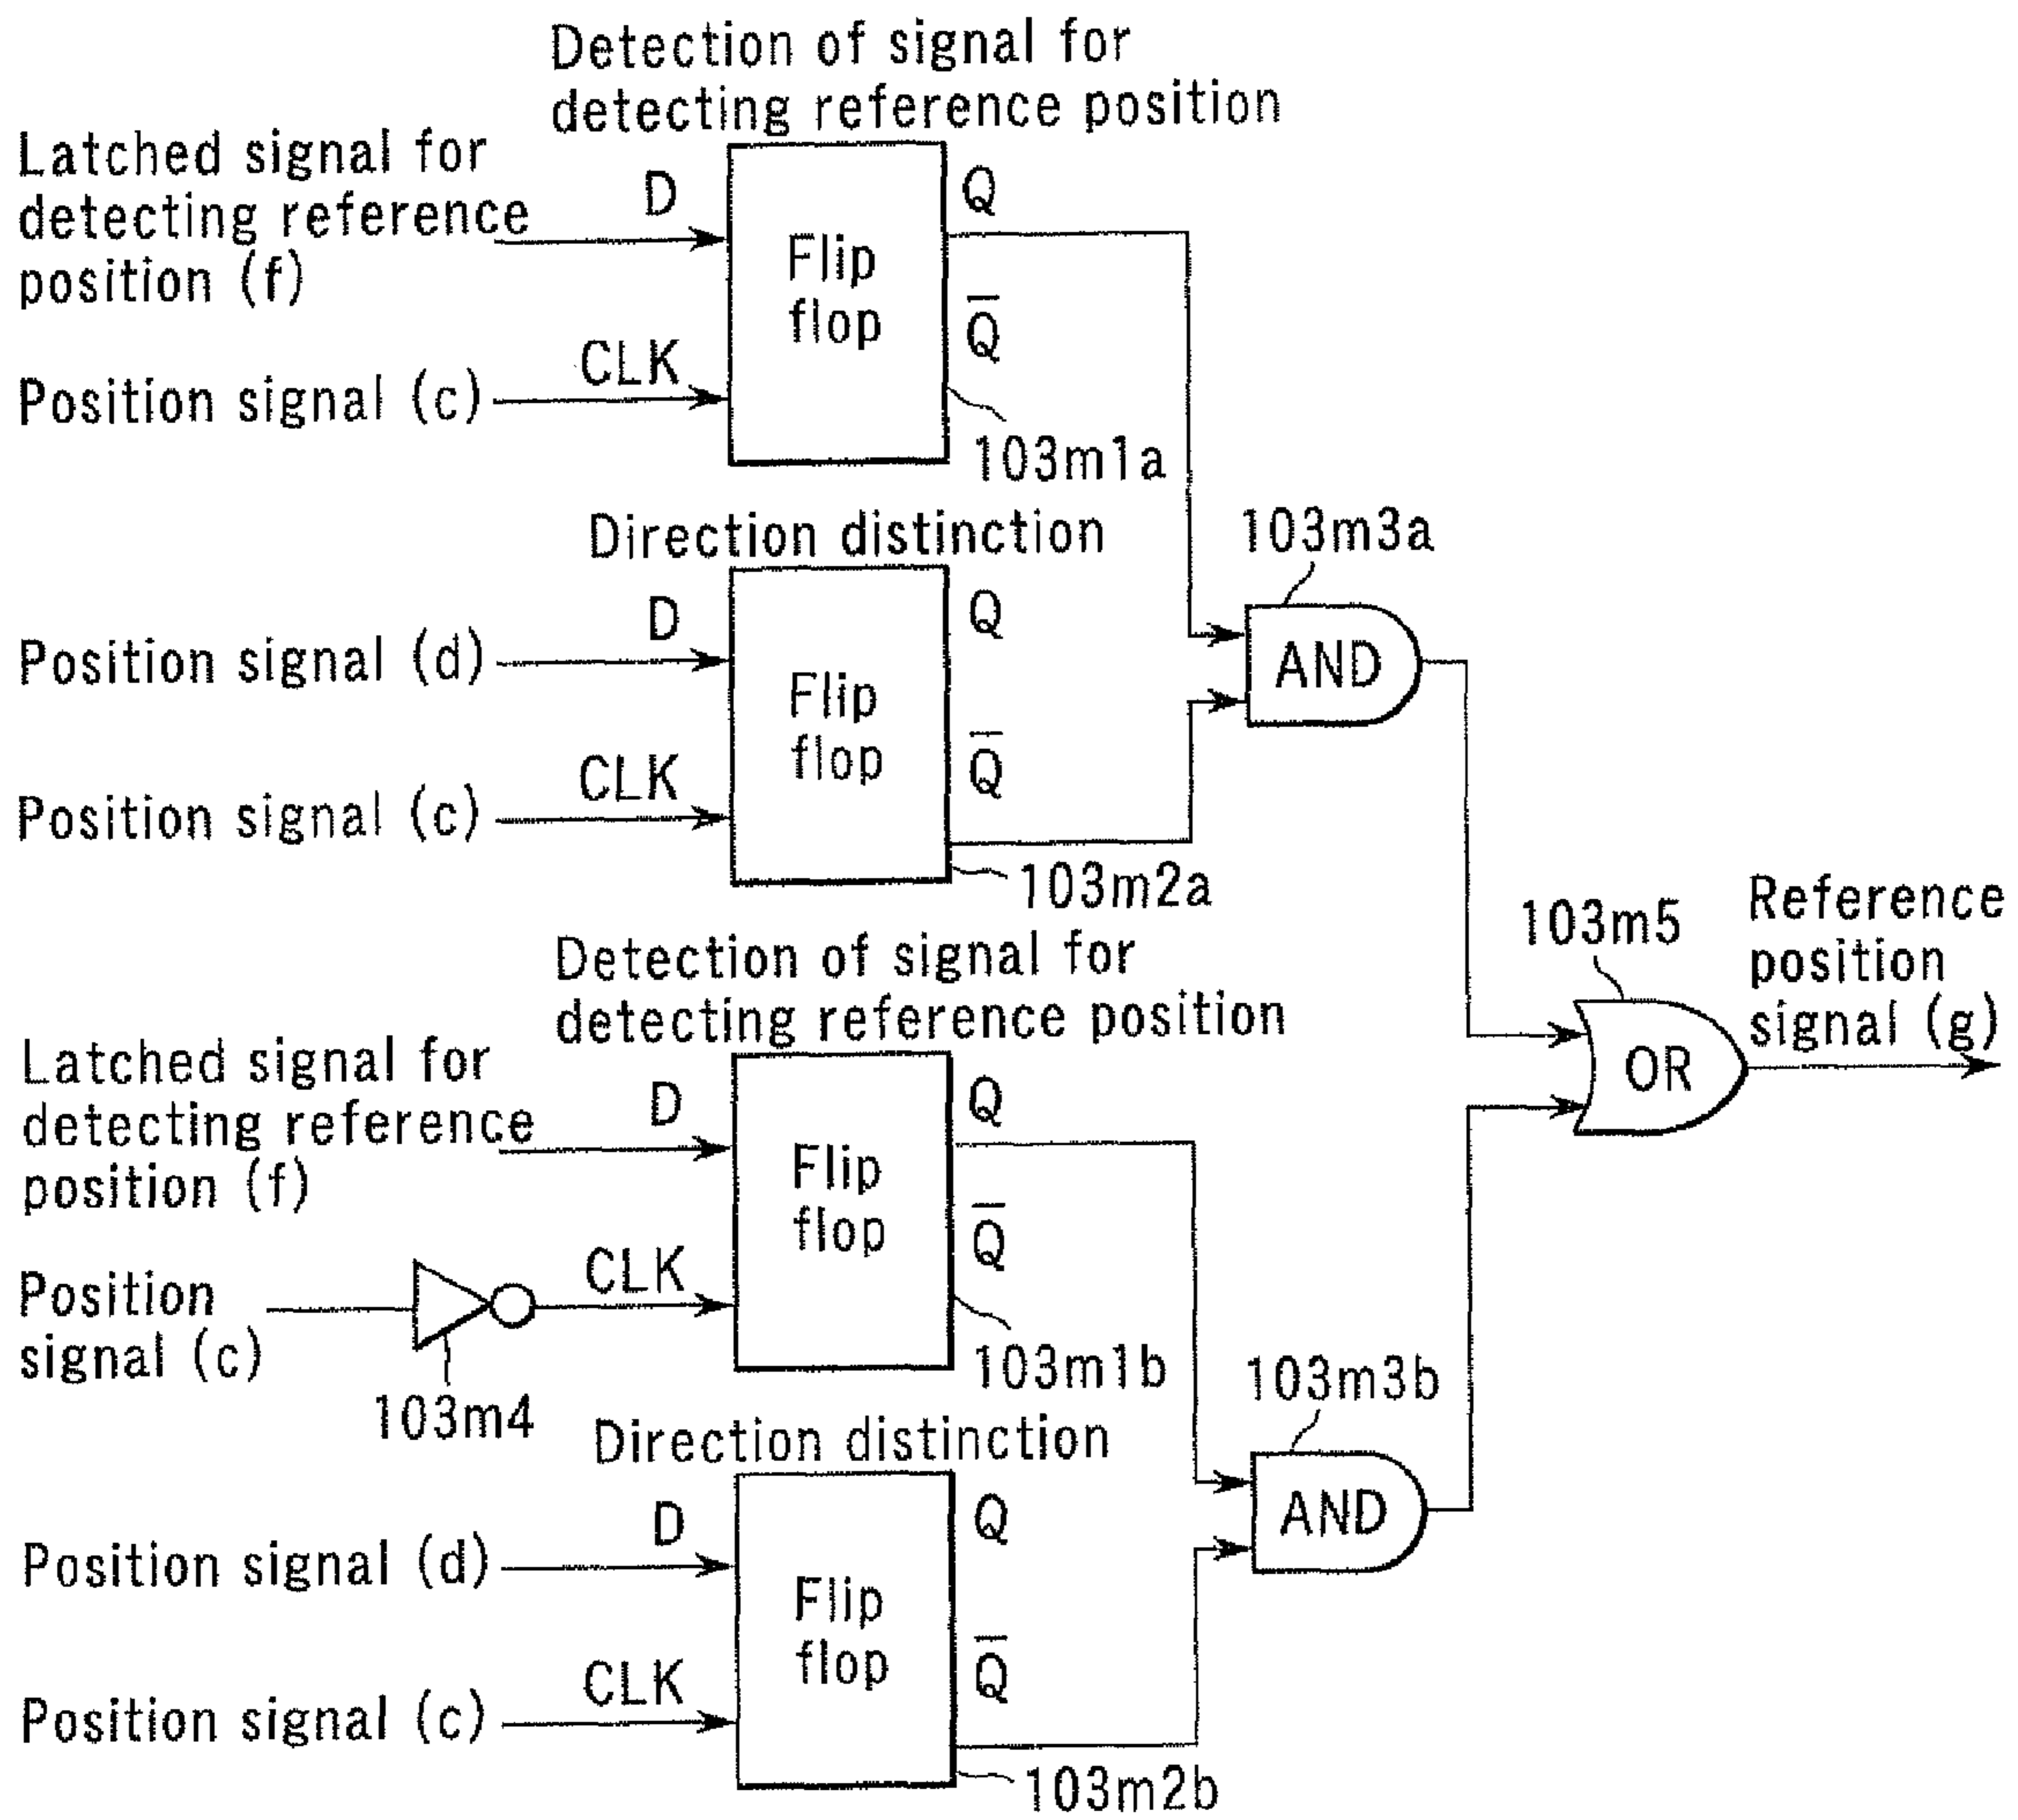 Detection of signal for
detecting reference position
Latched signal for
detecting reference
position (f)
D
Q
Flip
flop
Q̅
CLK
Position signal (c)
103m1a
Direction distinction
103m3a
D
Q
Position signal (d)
AND
Flip
flop
Q̅
CLK
Position signal (c)
103m2a
Reference
position
signal (g)
103m5
Detection of signal for
detecting reference position
OR
Latched signal for
detecting reference
position (f)
D
Q
Flip
flop
Q̅
CLK
Position
signal (c)
103m1b
103m3b
103m4
Direction distinction
D
Q
AND
Position signal (d)
Flip
flop
Q̅
CLK
Position signal (c)
103m2b